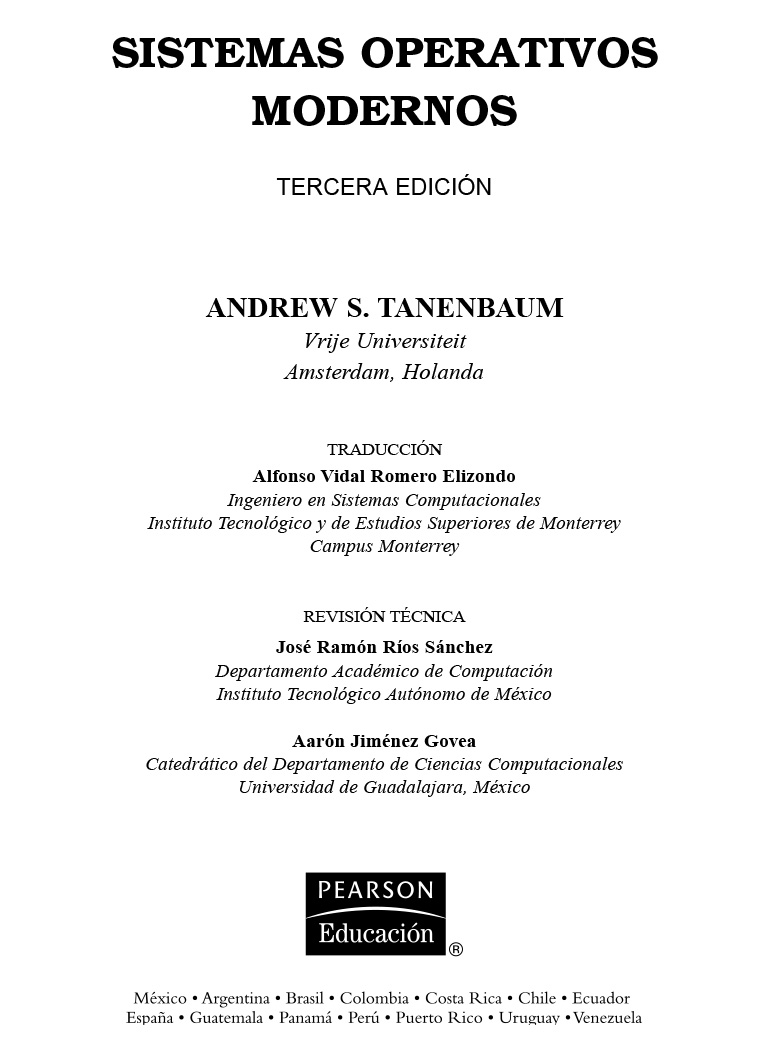 SISTEMAS OPERATIVOS
MODERNOS
TERCERA EDICIÓN
ANDREW S. TANENBAUM
Vrije Universiteit
Amsterdam, Holanda
TRADUCCIÓN
Alfonso Vidal Romero Elizondo
Ingeniero en Sistemas Computacionales
Instituto Tecnológico y de Estudios Superiores de Monterrey
Campus Monterrey
REVISIÓN TÉCNICA
José Ramón Ríos Sánchez
Departamento Académico de Computación
Instituto Tecnológico Autónomo de México
Aarón Jiménez Govea
Catedrático del Departamento de Ciencias Computacionales
Universidad de Guadalajara, México
PEARSON
Educación ®
México • Argentina • Brasil • Colombia • Costa Rica • Chile • Ecuador
España • Guatemala • Panamá • Perú • Puerto Rico • Uruguay • Venezuela